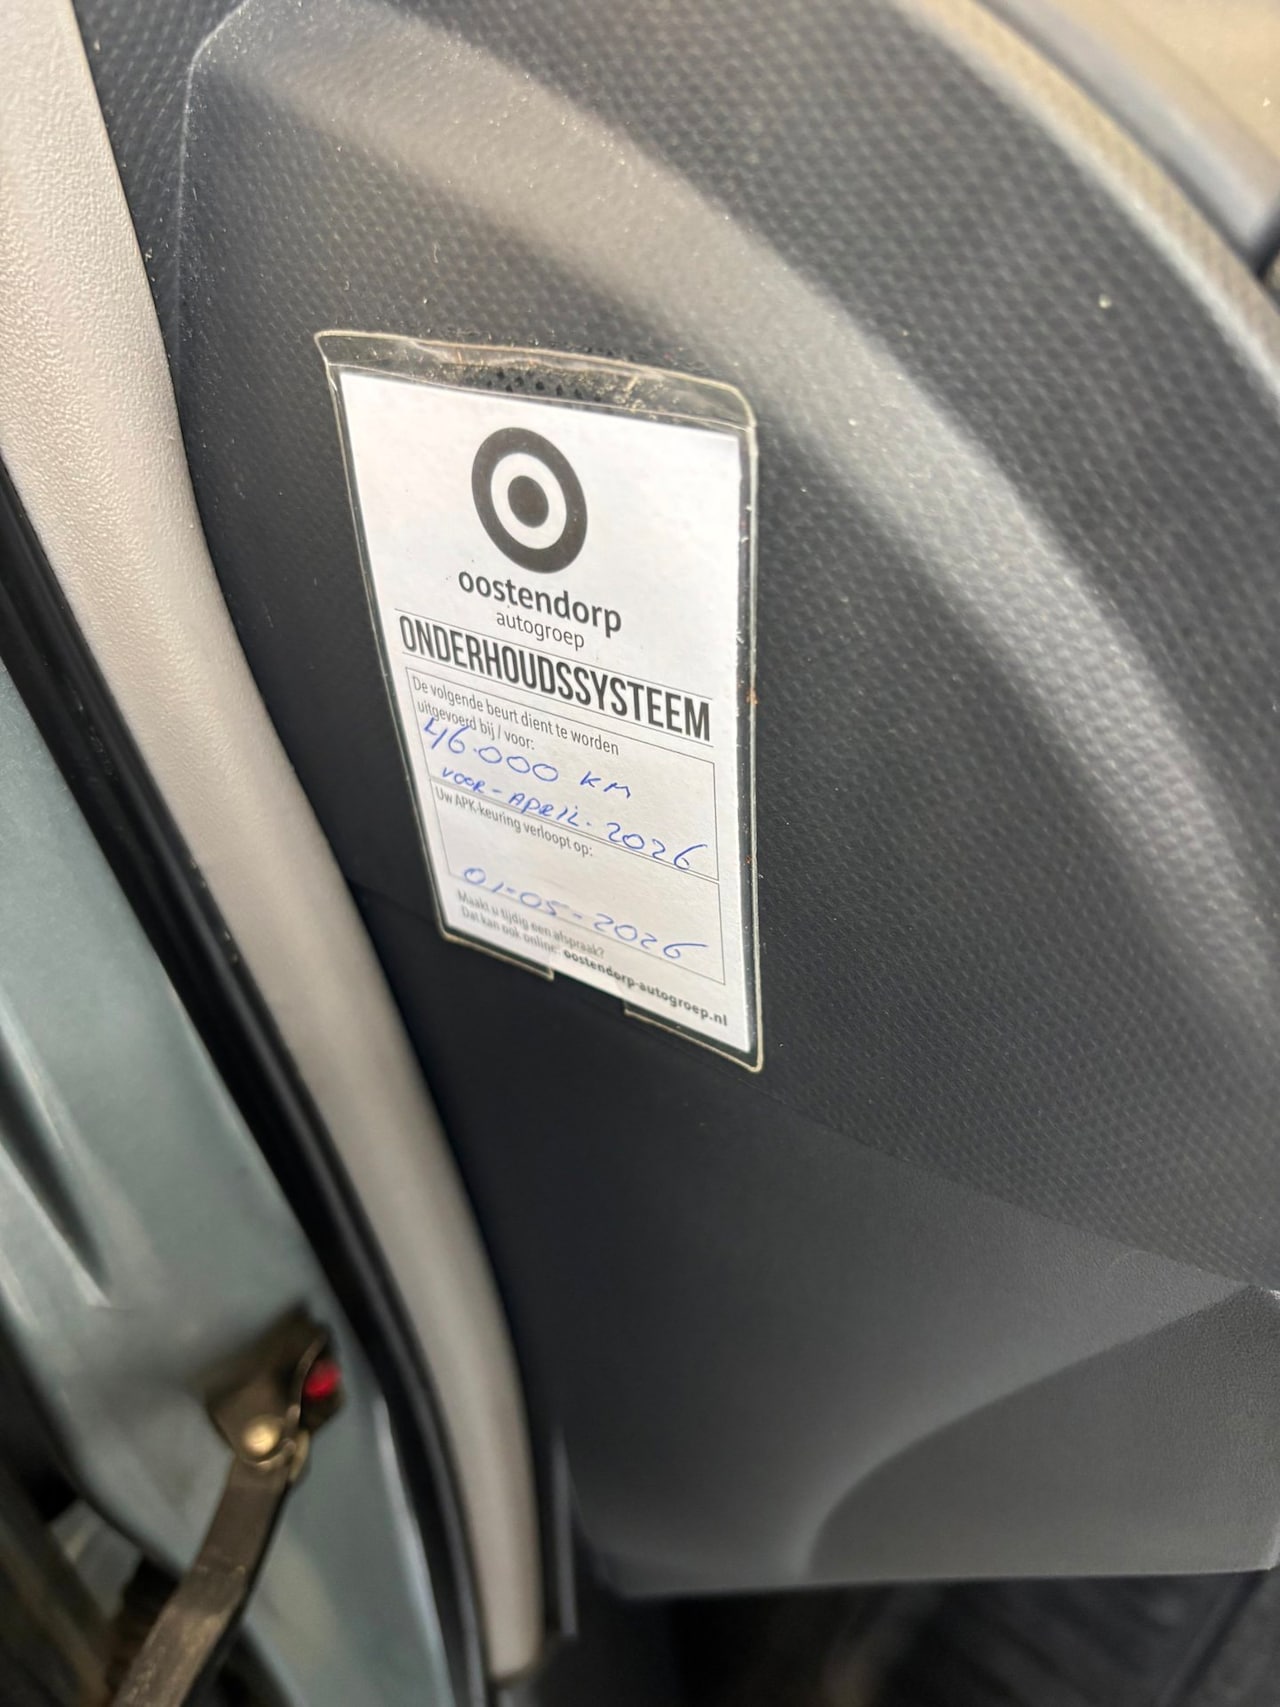 oostendorp
autogroep
ONDERHOUDSSYSTEEM
De volgende beurt dient te worden
uitgevoerd bij / voor:
46.000 KM
VOOR-APRIL-2026
Uw APK-keuring verloopt op:
01-05-2026
Maakt u tijdig een afspraak?
Dat kan ook online: oostendorp-autogroep.nl